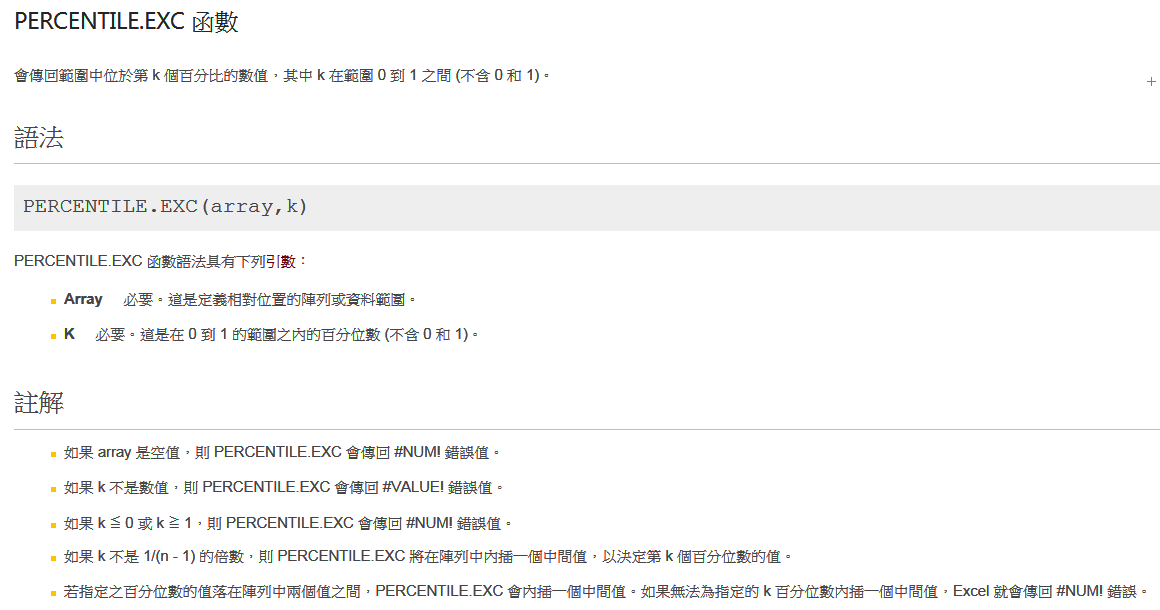 PERCENTILE.EXC 函數
會傳回範圍中位於第 k 個百分比的數值，其中 k 在範圍 0 到 1 之間 (不含 0 和 1)。
+
語法
PERCENTILE.EXC(array,k)
PERCENTILE.EXC 函數語法具有下列引數：
Array 必要。這是定義相對位置的陣列或資料範圍。
K 必要。這是在 0 到 1 的範圍之內的百分位數 (不含 0 和 1)。
註解
如果 array 是空值，則 PERCENTILE.EXC 會傳回 #NUM! 錯誤值。
如果 k 不是數值，則 PERCENTILE.EXC 會傳回 #VALUE! 錯誤值。
如果 k ≦ 0 或 k ≧ 1，則 PERCENTILE.EXC 會傳回 #NUM! 錯誤值。
如果 k 不是 1/(n - 1) 的倍數，則 PERCENTILE.EXC 將在陣列中內插一個中間值，以決定第 k 個百分位數的值。
若指定之百分位數的值落在陣列中兩個值之間，PERCENTILE.EXC 會內插一個中間值。如果無法為指定的 k 百分位數內插一個中間值，Excel 就會傳回 #NUM! 錯誤。